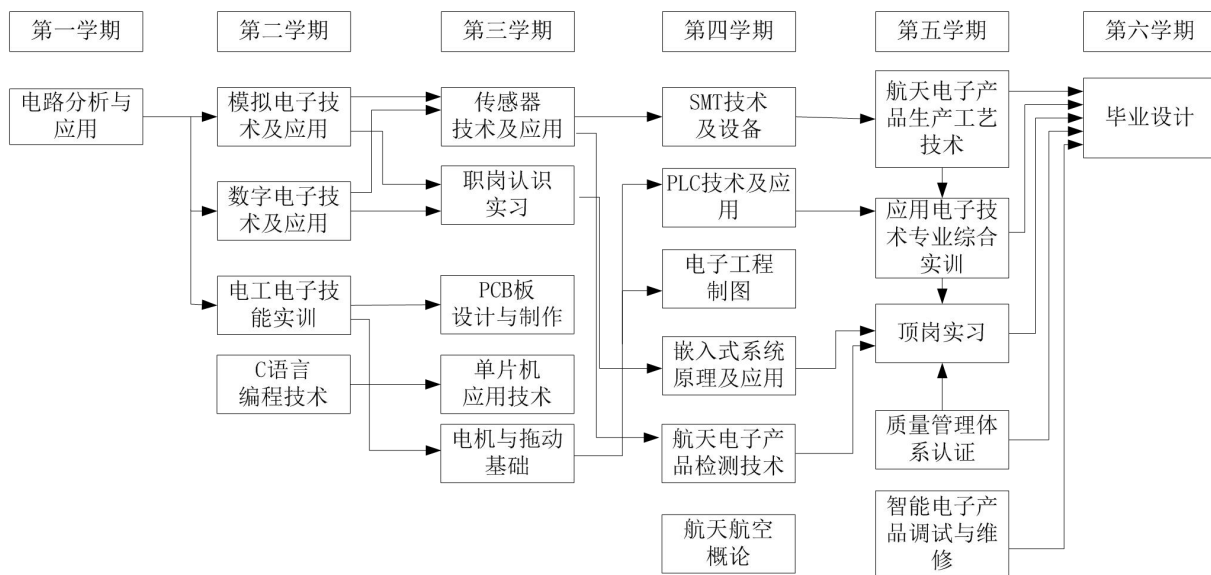 第一学期
第二学期
第三学期
第四学期
第五学期
第六学期
电路分析与
应用
模拟电子技
术及应用
数字电子技
术及应用
电工电子技
能实训
C语言
编程技术
传感器
技术及应用
职岗认识
实习
PCB板
设计与制作
单片机
应用技术
电机与拖动
基础
SMT技术
及设备
PLC技术及应
用
电子工程
制图
嵌入式系统
原理及应用
航天电子产
品检测技术
航天航空
概论
航天电子产
品生产工艺
技术
应用电子技
术专业综合
实训
顶岗实习
质量管理体
系认证
智能电子产
品调试与维
修
毕业设计